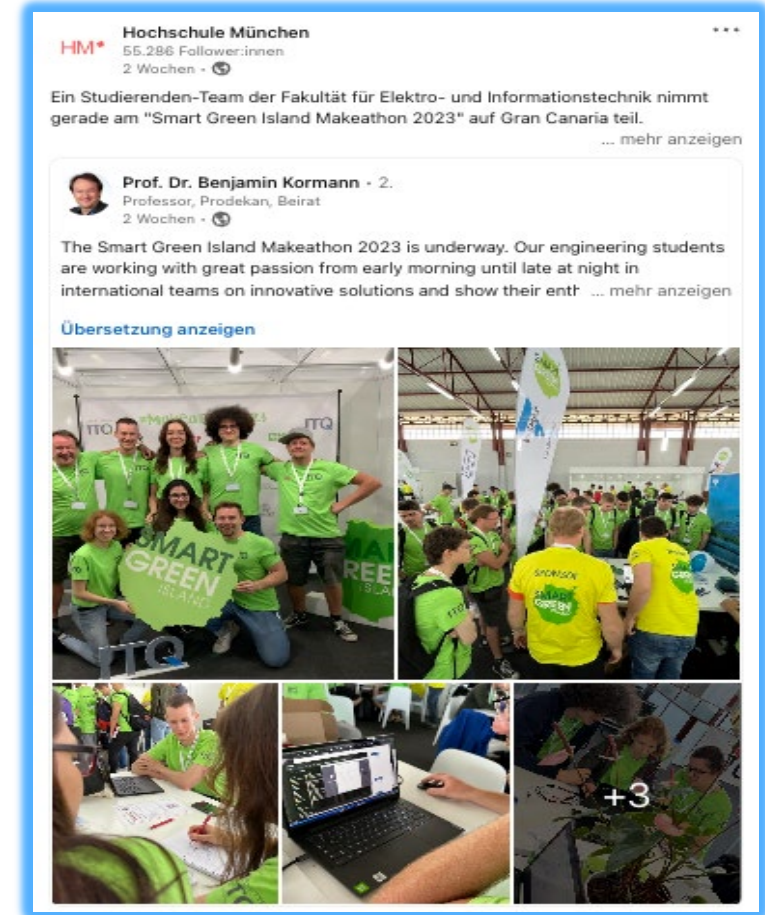 HM*
Hochschule München
55.286 Follower:innen
2 Wochen •
Ein Studierenden-Team der Fakultät für Elektro- und Informationstechnik nimmt
gerade am "Smart Green Island Makeathon 2023" auf Gran Canaria teil.
... mehr anzeigen
Prof. Dr. Benjamin Kormann • 2.
Professor, Prodekan, Beirat
2 Wochen •
The Smart Green Island Makeathon 2023 is underway. Our engineering students
are working with great passion from early morning until late at night in
international teams on innovative solutions and show their enth ... mehr anzeigen
Übersetzung anzeigen
ITQ
ITQ
SMART
GREEN
ISLAND
ITQ
SPONSOR
SMART
GREEN
ITQ
+3